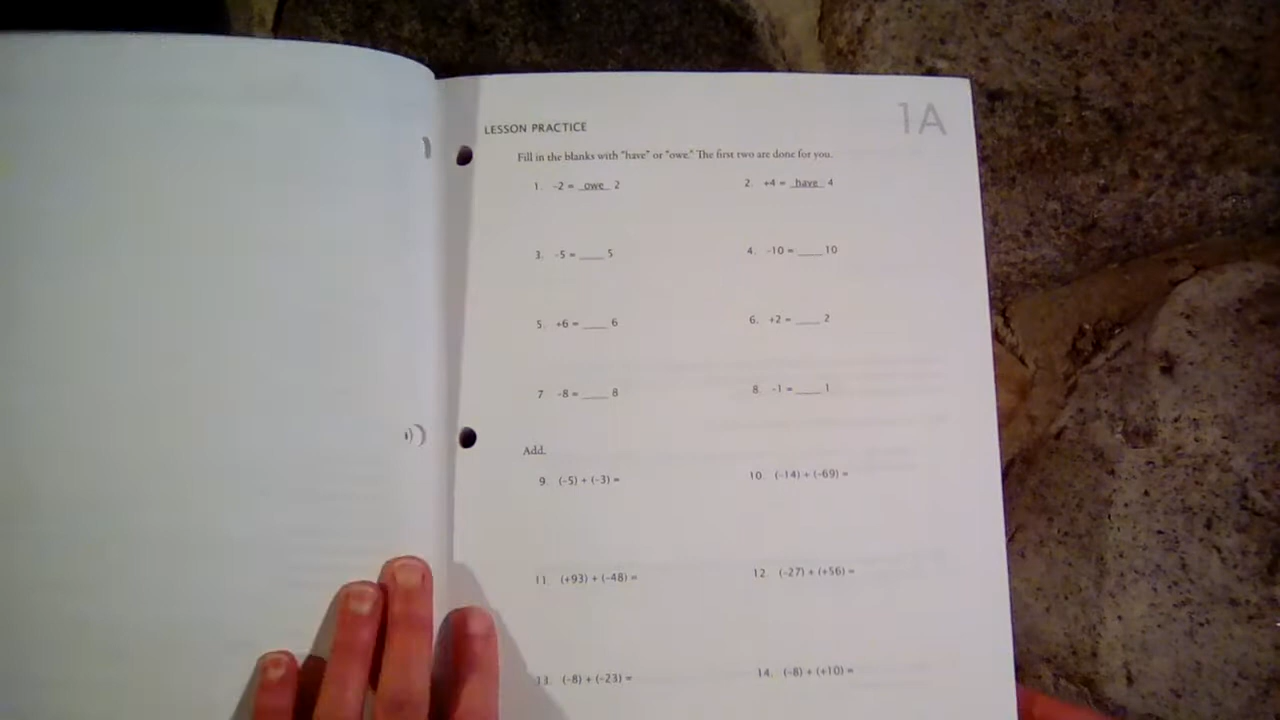 1A
LESSON PRACTICE
Fill in the blanks with "have" or "owe." The first two are done for you.
1. -2 = _owe_ 2
2. +4 = _have_ 4
3. -5 = ____ 5
4. -10 = ____ 10
5. +6 = ____ 6
6. +2 = ____ 2
7 -8 = ____ 8
8. -1 = ____ 1
Add.
9. (-5) + (-3) =
10. (-14) + (-69) =
11. (+93) + (-48) =
12. (-27) + (+56) =
13. (-8) + (-23) =
14. (-8) + (+10) =